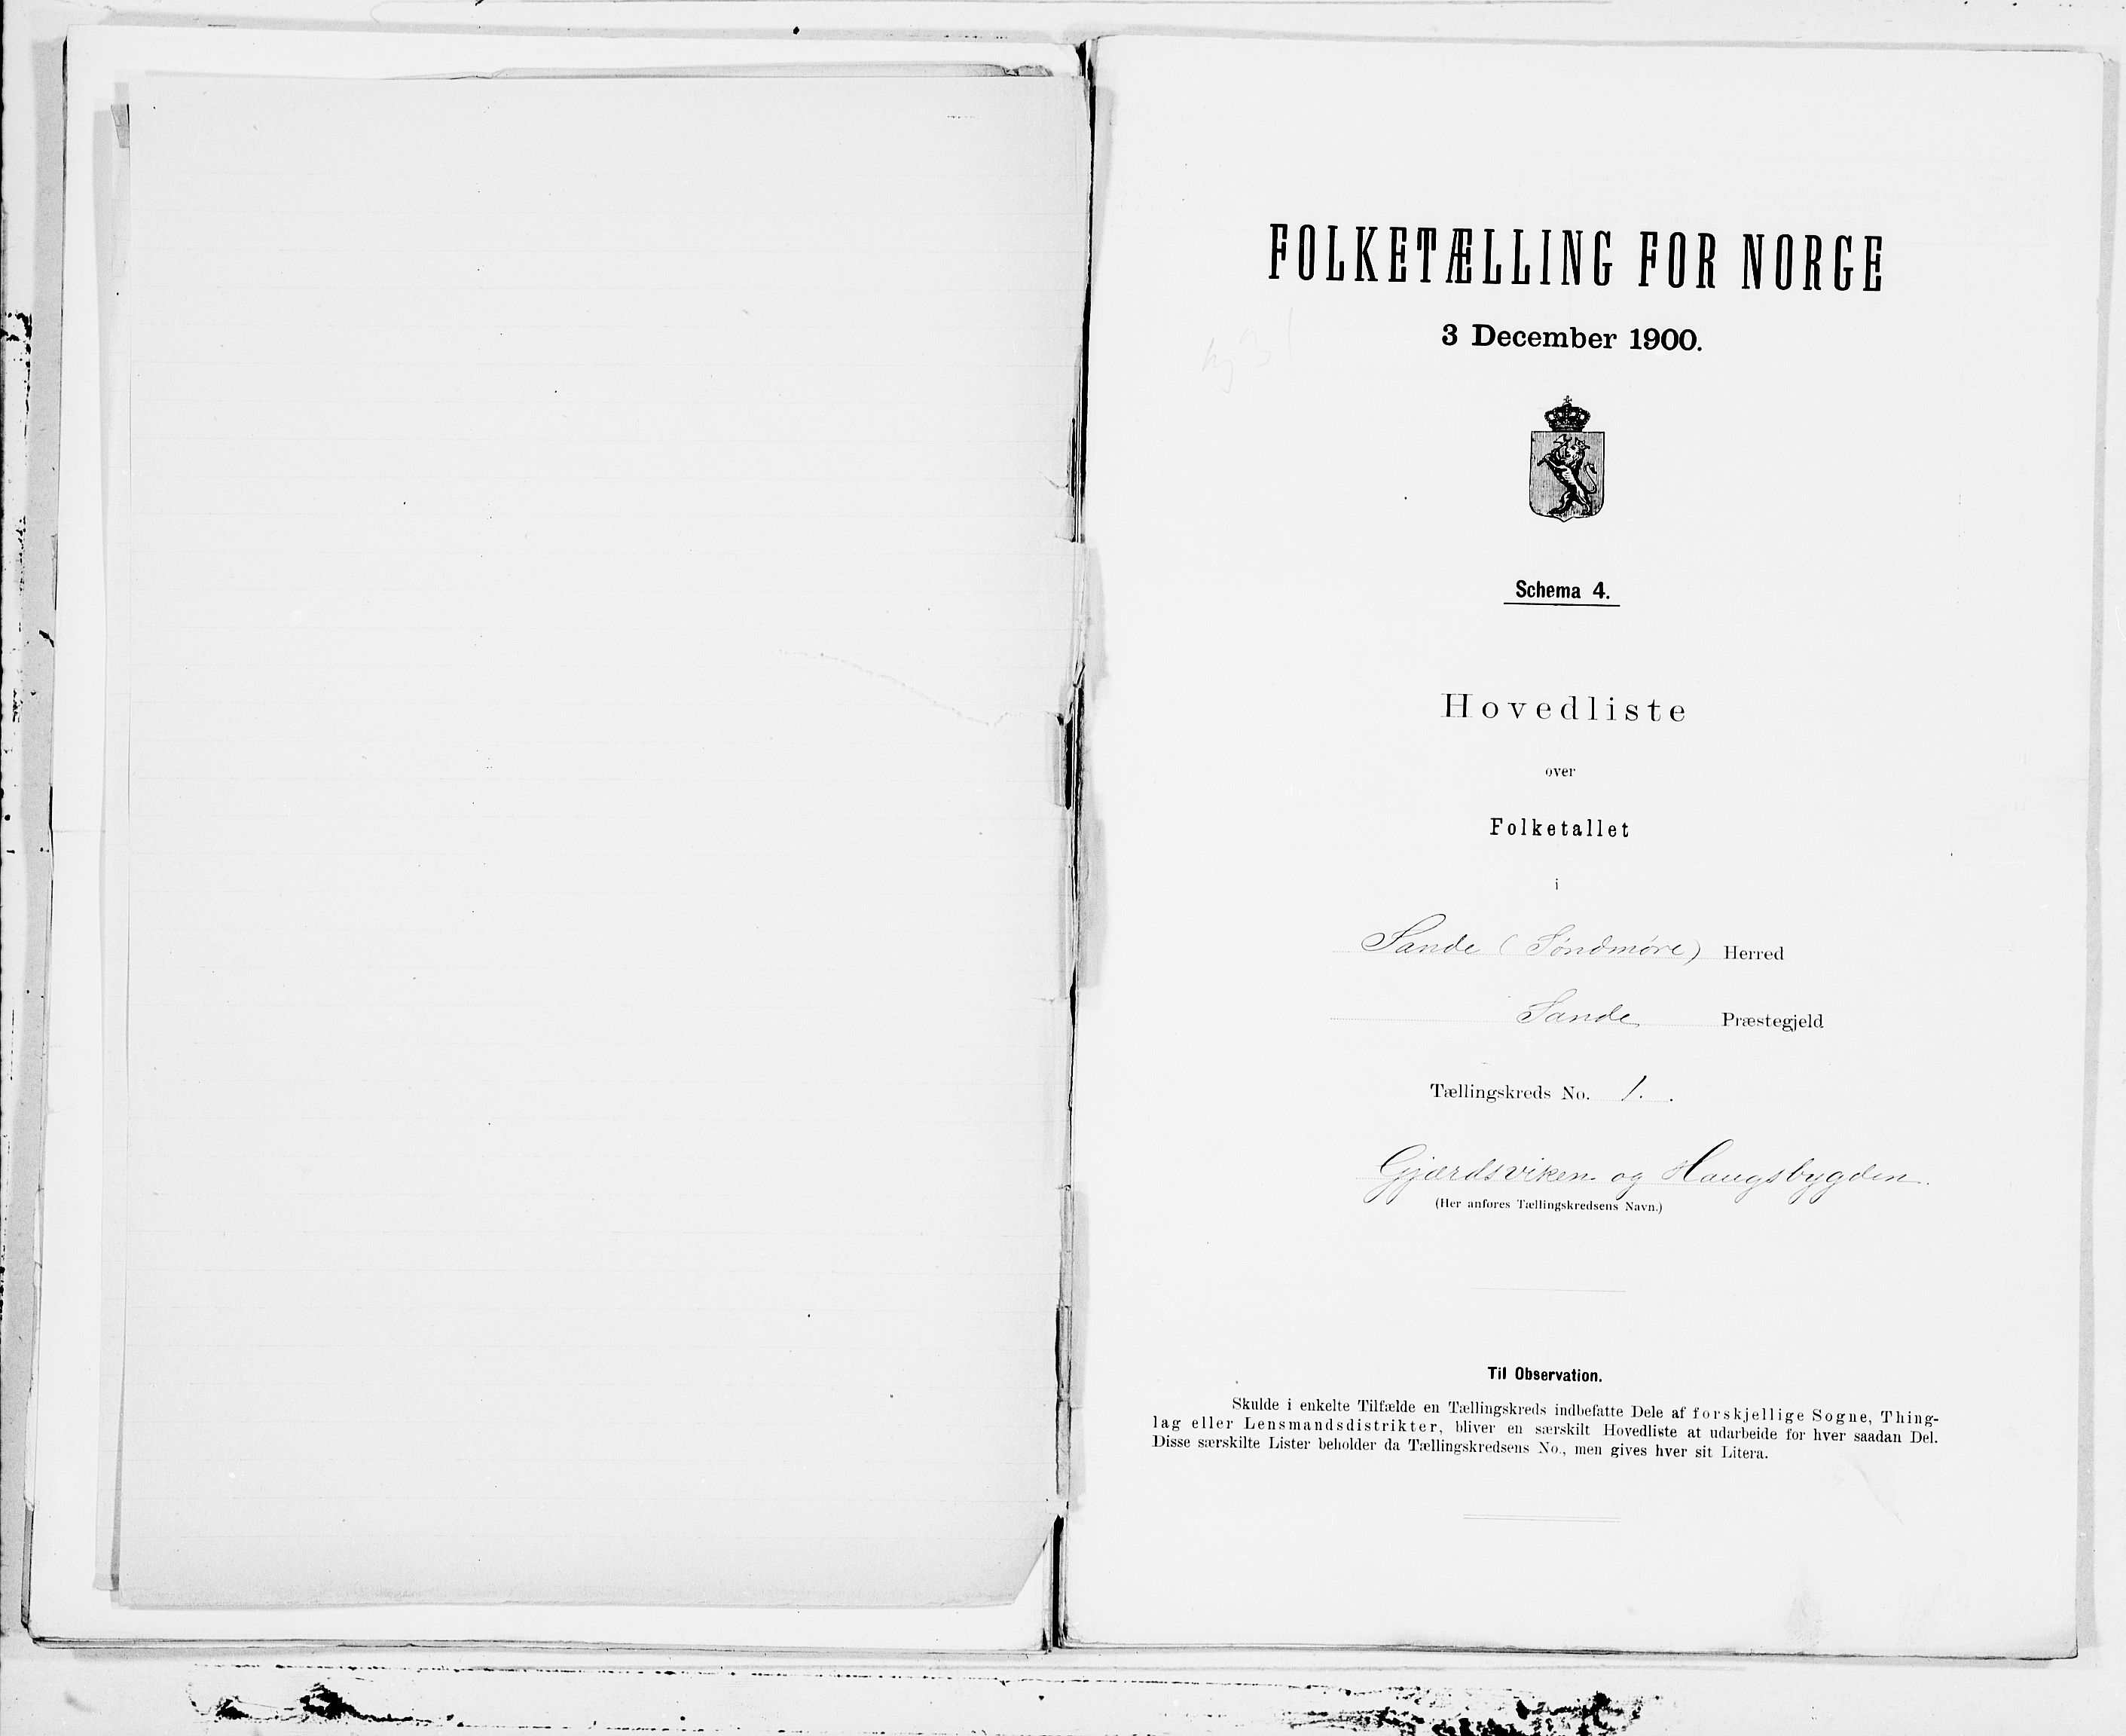 FOLKETÆLLING FOR NORGE
3 December 1900.
Schema 4.
Hovedliste
over
Folketallet
i
Sande (Søndmøre) Herred
Sande Præstegjeld
Tællingskreds No. 1. .
Gjærdsviken og Haugsbygden.
(Her anføres Tællingskredsens Navn.)
Til Observation.
Skulde i enkelte Tilfælde en Tællingskreds indbefatte Dele af forskjellige Sogne, Thing-
lag eller Lensmandsdistrikter, bliver en særskilt Hovedliste at udarbeide for hver saadan Del.
Disse særskilte Lister beholder da Tællingskredsens No., men gives hver sit Litera.